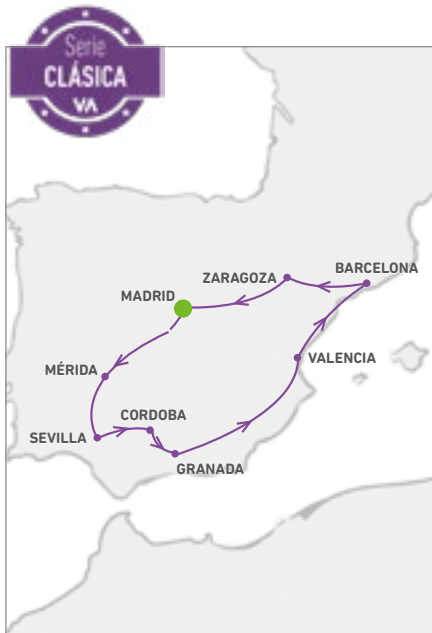 Serie
CLÁSICA
VA
ZARAGOZA
BARCELONA
MADRID
VALENCIA
MÉRIDA
CORDOBA
SEVILLA
GRANADA